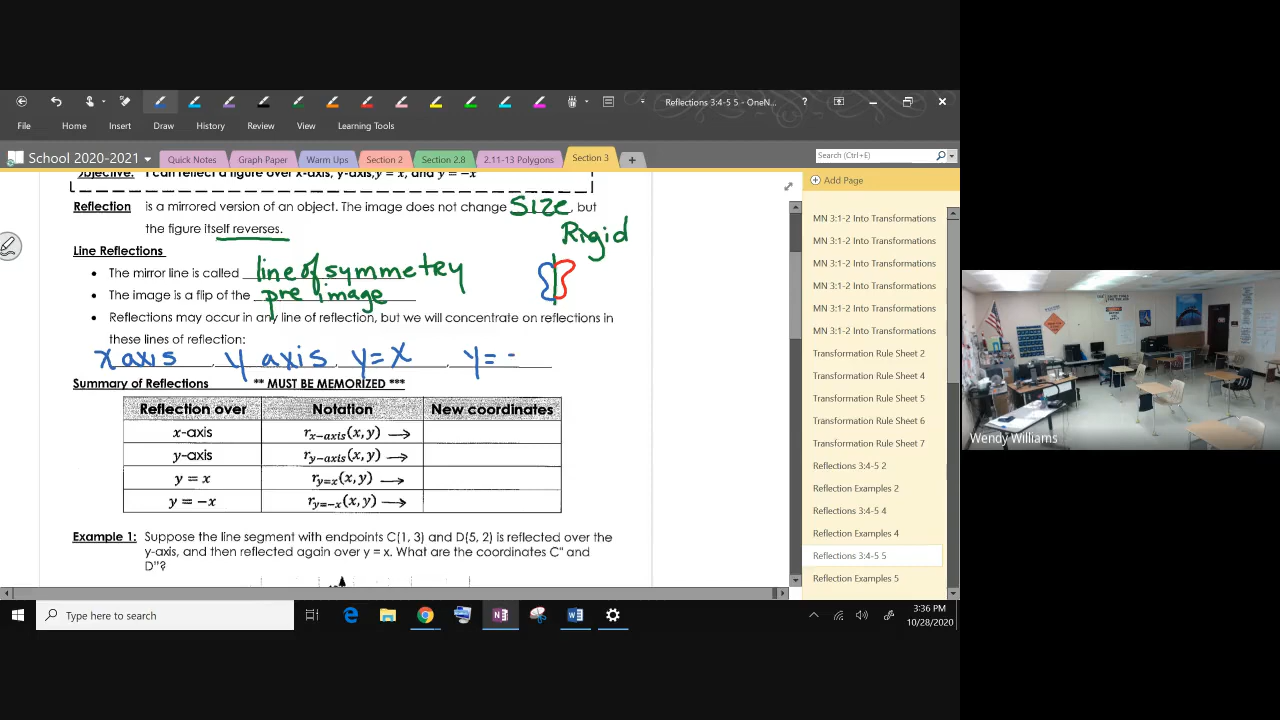 Reflections 3:4-5 5 - OneN...
?
File Home Insert Draw History Review View Learning Tools
School 2020-2021 Quick Notes Graph Paper Warm Ups Section 2 Section 2.8 2.11-13 Polygons Section 3 +
Search (Ctrl+E)
Objective: I can reflect a figure over x-axis, y-axis, y = x, and y = −x
Reflection is a mirrored version of an object. The image does not change Size, but
the figure itself reverses.
Rigid
Line Reflections
• The mirror line is called line of symmetry
• The image is a flip of the pre image
• Reflections may occur in any line of reflection, but we will concentrate on reflections in
these lines of reflection:
x axis, y axis, y = x, y = -
Summary of Reflections ** MUST BE MEMORIZED ***
Reflection over Notation New coordinates
x-axis r x−axis (x, y) →
y-axis r y−axis (x, y) →
y = x r y=x (x, y) →
y = −x r y=−x (x, y) →
Example 1: Suppose the line segment with endpoints C(1, 3) and D(5, 2) is reflected over the
y-axis, and then reflected again over y = x. What are the coordinates C" and
D"?
Add Page
MN 3:1-2 Into Transformations
MN 3:1-2 Into Transformations
MN 3:1-2 Into Transformations
MN 3:1-2 Into Transformations
MN 3:1-2 Into Transformations
MN 3:1-2 Into Transformations
Transformation Rule Sheet 2
Transformation Rule Sheet 4
Transformation Rule Sheet 5
Transformation Rule Sheet 6
Transformation Rule Sheet 7
Reflections 3:4-5 2
Reflection Examples 2
Reflections 3:4-5 4
Reflection Examples 4
Reflections 3:4-5 5
Reflection Examples 5
Wendy Williams
Type here to search
3:36 PM
10/28/2020